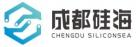 成都硅海
CHENGDU SILICONSEA